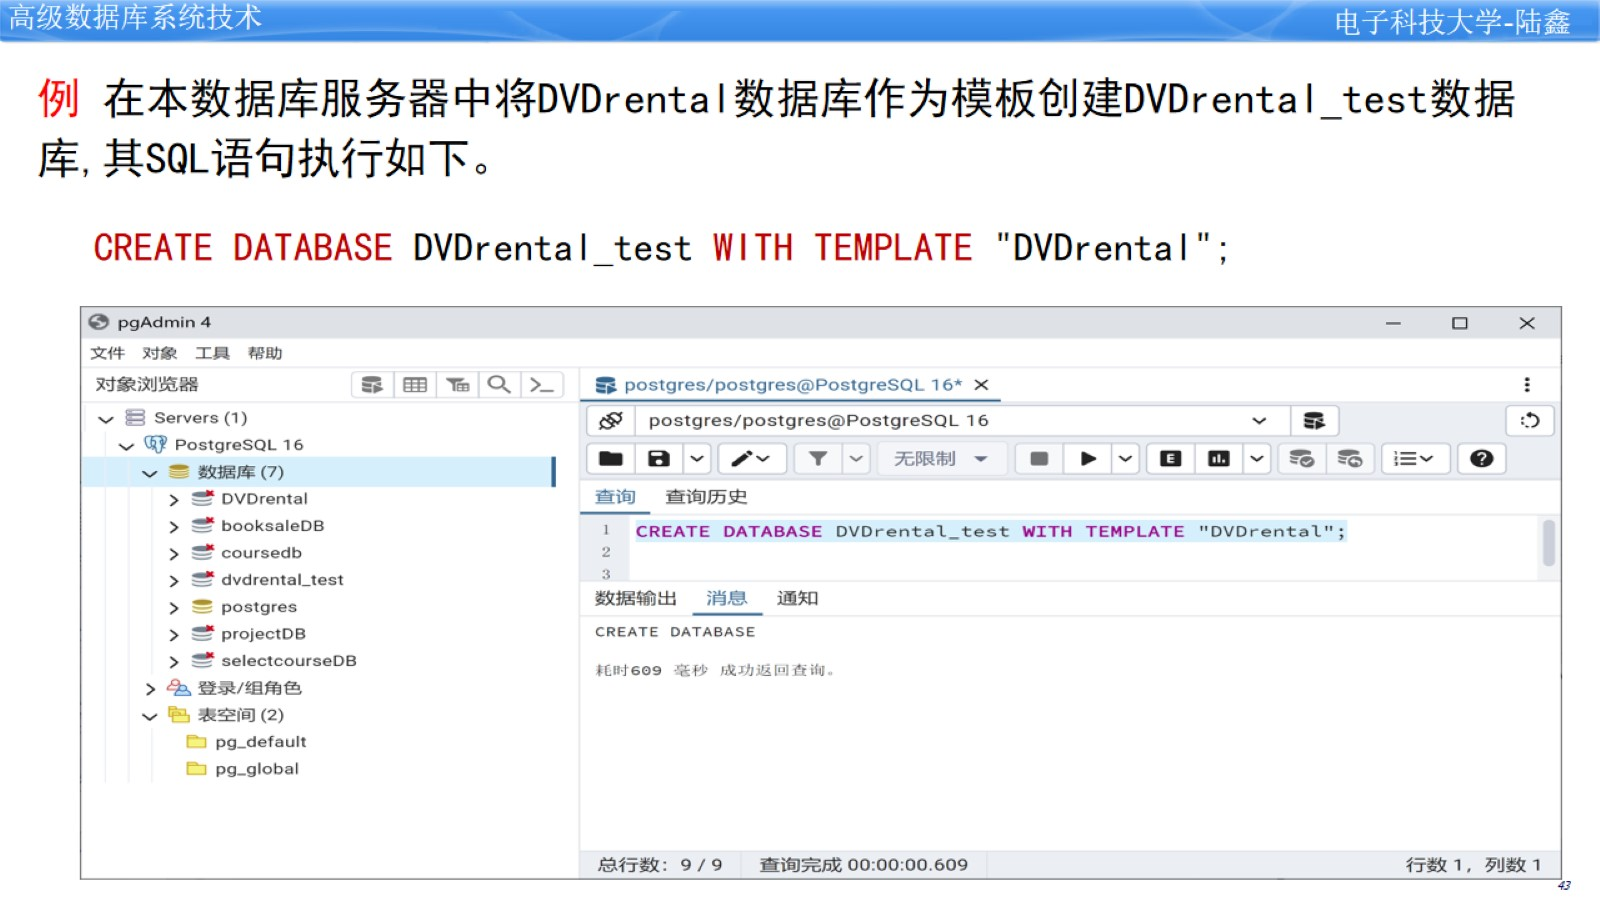 高级数据库系统技术
电子科技大学-陆鑫
例 在本数据库服务器中将DVDrental数据库作为模板创建DVDrental_test数据
库,其SQL语句执行如下。
CREATE DATABASE DVDrental_test WITH TEMPLATE "DVDrental";
pgAdmin 4
文件 对象 工具 帮助
对象浏览器
Servers (1)
PostgreSQL 16
数据库 (7)
DVDrental
booksaleDB
coursedb
dvdrental_test
postgres
projectDB
selectcourseDB
登录/组角色
表空间 (2)
pg_default
pg_global
postgres/postgres@PostgreSQL 16*
postgres/postgres@PostgreSQL 16
无限制
查询 查询历史
1 CREATE DATABASE DVDrental_test WITH TEMPLATE "DVDrental";
2
3
数据输出 消息 通知
CREATE DATABASE
耗时609 毫秒 成功返回查询。
总行数: 9 / 9 查询完成 00:00:00.609 行数 1, 列数 1
43